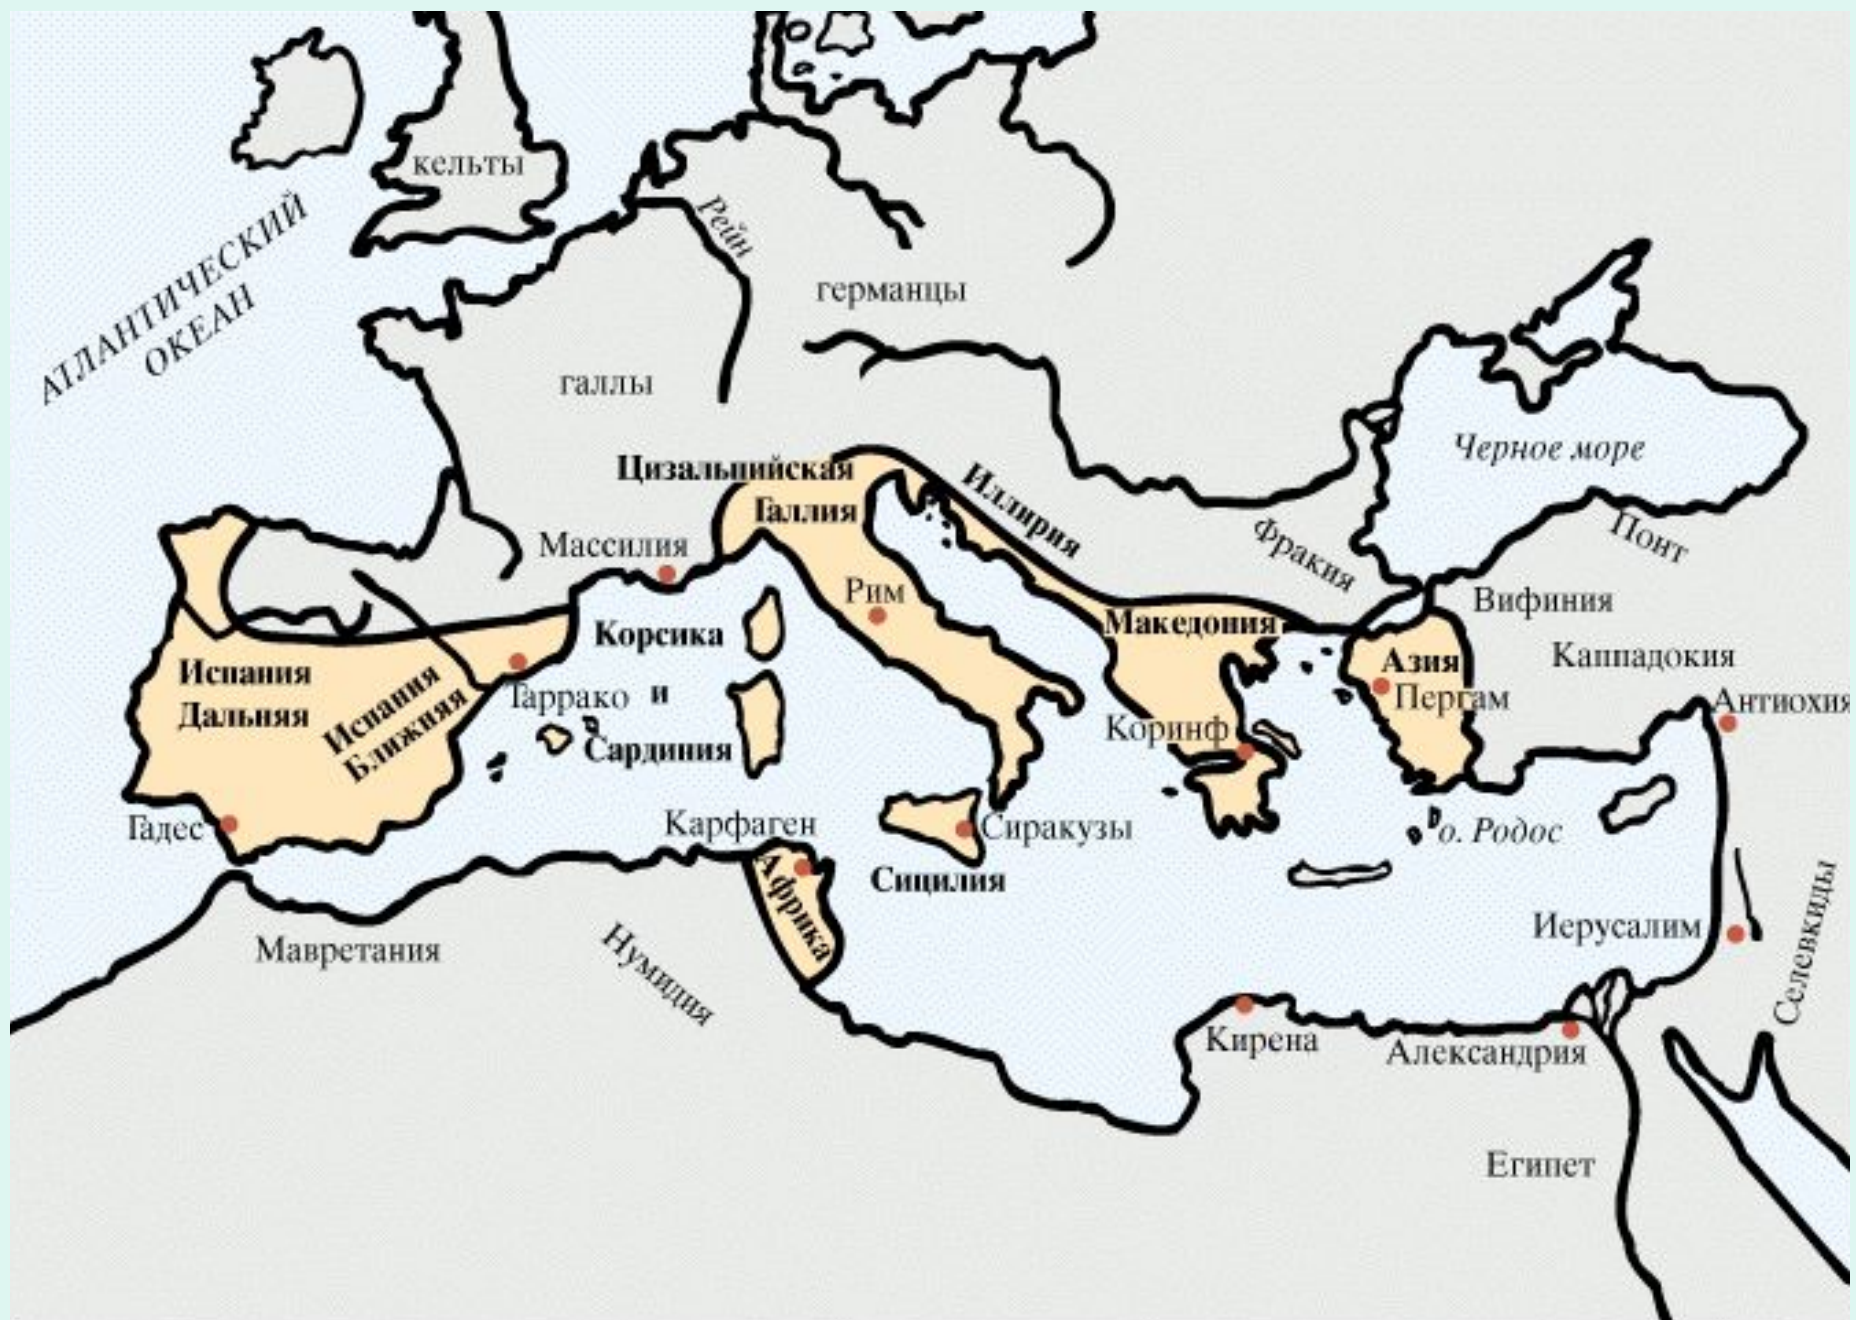 кельты
АТЛАНТИЧЕСКИЙ
ОКЕАН
Рейн
германцы
галлы
Черное море
Цизальпийская
Галлия
Иллирия
Фракия
Понт
Массилия
Рим
Вифиния
Корсика
и
Сардиния
Македония
Каппадокия
Азия
Пергам
Антиохия
Испания
Дальняя
Испания
Ближняя
Таррако
Коринф
Гадес
Карфаген
Сиракузы
о. Родос
Африка
Сицилия
Мавретания
Нумидия
Иерусалим
Селевкиды
Кирена
Александрия
Египет